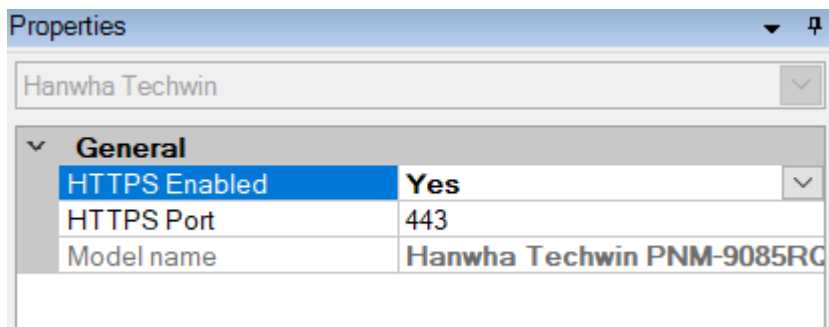 Properties
Hanwha Techwin
General
HTTPS Enabled Yes
HTTPS Port 443
Model name Hanwha Techwin PNM-9085RQ